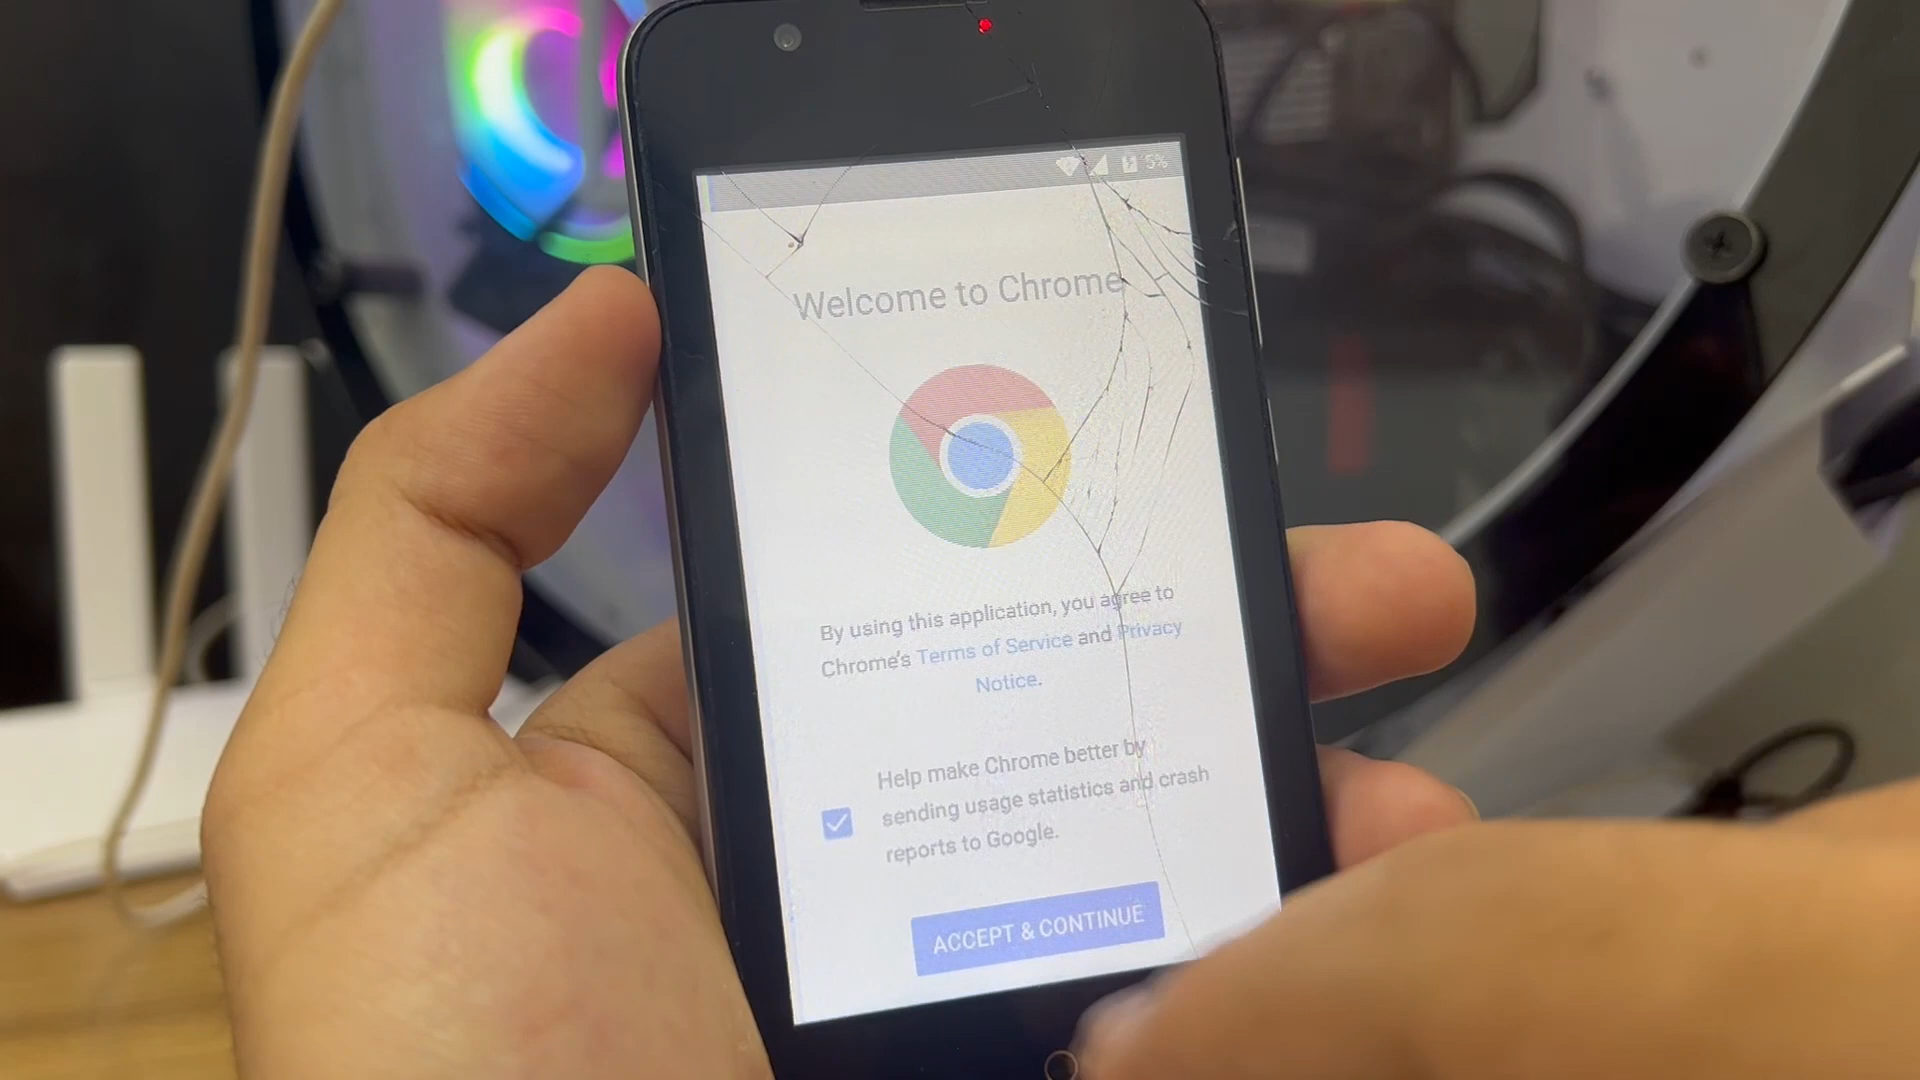 5%
Welcome to Chrome
By using this application, you agree to
Chrome's Terms of Service and Privacy
Notice.
Help make Chrome better by
sending usage statistics and crash
reports to Google.
ACCEPT & CONTINUE